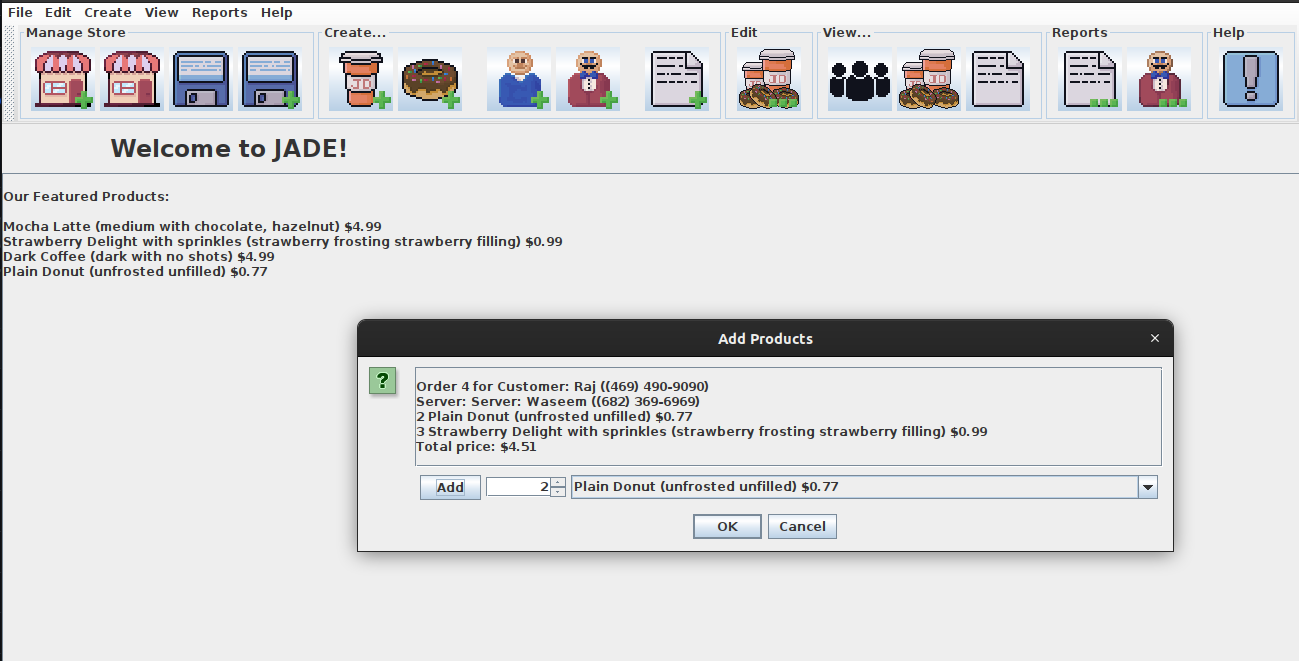 File Edit Create View Reports Help
Manage Store Create... Edit View... Reports Help
JD JD
Welcome to JADE!
Our Featured Products:
Mocha Latte (medium with chocolate, hazelnut) $4.99
Strawberry Delight with sprinkles (strawberry frosting strawberry filling) $0.99
Dark Coffee (dark with no shots) $4.99
Plain Donut (unfrosted unfilled) $0.77
Add Products
Order 4 for Customer: Raj ((469) 490-9090)
Server: Server: Waseem ((682) 369-6969)
2 Plain Donut (unfrosted unfilled) $0.77
3 Strawberry Delight with sprinkles (strawberry frosting strawberry filling) $0.99
Total price: $4.51
Add 2 Plain Donut (unfrosted unfilled) $0.77
OK Cancel